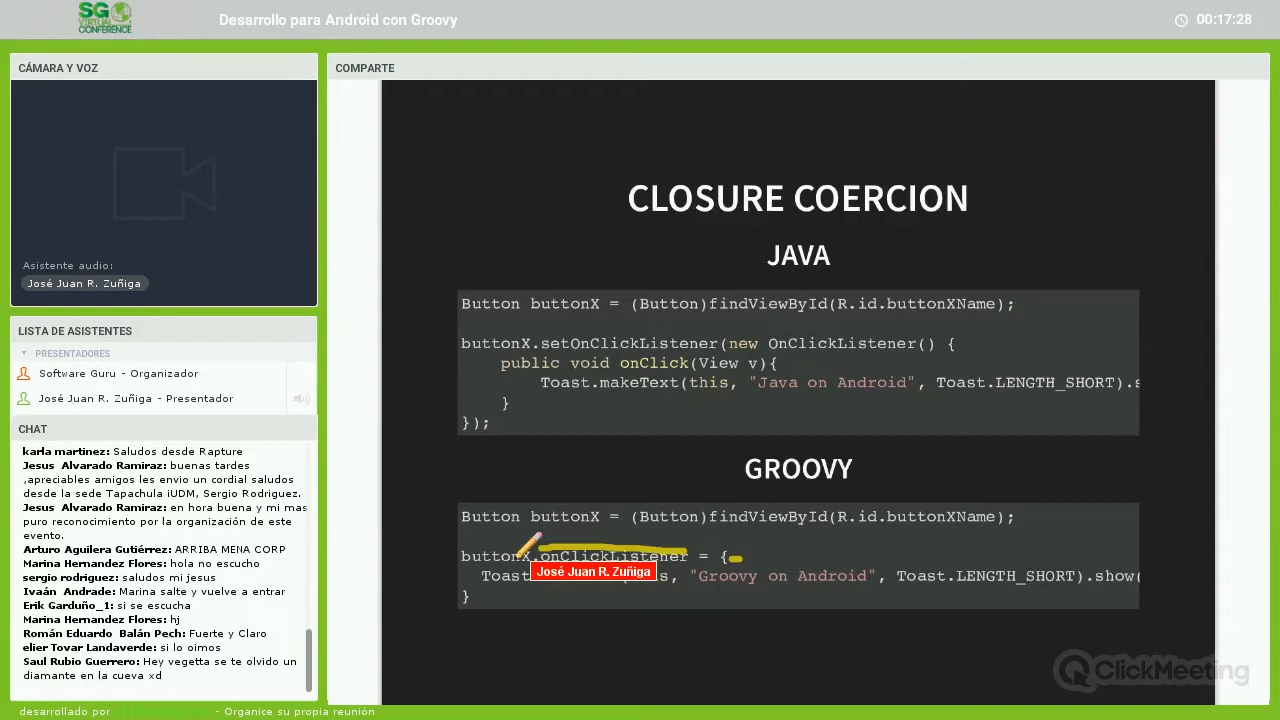 SG
VIRTUAL
CONFERENCE
Desarrollo para Android con Groovy
00:17:28
CÁMARA Y VOZ
Asistente audio:
José Juan R. Zuñiga
LISTA DE ASISTENTES
PRESENTADORES
Software Guru - Organizador
José Juan R. Zuñiga - Presentador
CHAT
karla martinez: Saludos desde Rapture
Jesus Alvarado Ramiraz: buenas tardes
,apreciables amigos les envio un cordial saludos
desde la sede Tapachula iUDM, Sergio Rodriguez.
Jesus Alvarado Ramiraz: en hora buena y mi mas
puro reconocimiento por la organización de este
evento.
Arturo Aguilera Gutiérrez: ARRIBA MENA CORP
Marina Hernandez Flores: hola no escucho
sergio rodriguez: saludos mi jesus
Ivaán Andrade: Marina salte y vuelve a entrar
Erik Garduño_1: si se escucha
Marina Hernandez Flores: hj
Román Eduardo Balán Pech: Fuerte y Claro
elier Tovar Landaverde: si lo oimos
Saul Rubio Guerrero: Hey vegetta se te olvido un
diamante en la cueva xd
desarrollado por - Organice su propia reunión
COMPARTE
CLOSURE COERCION
JAVA
Button buttonX = (Button)findViewById(R.id.buttonXName);
buttonX.setOnClickListener(new OnClickListener() {
public void onClick(View v){
Toast.makeText(this, "Java on Android", Toast.LENGTH_SHORT).s
}
});
GROOVY
Button buttonX = (Button)findViewById(R.id.buttonXName);
buttonX.onClickListener = {
José Juan R. Zuñiga
Toast s, "Groovy on Android", Toast.LENGTH_SHORT).show(
}
ClickMeeting